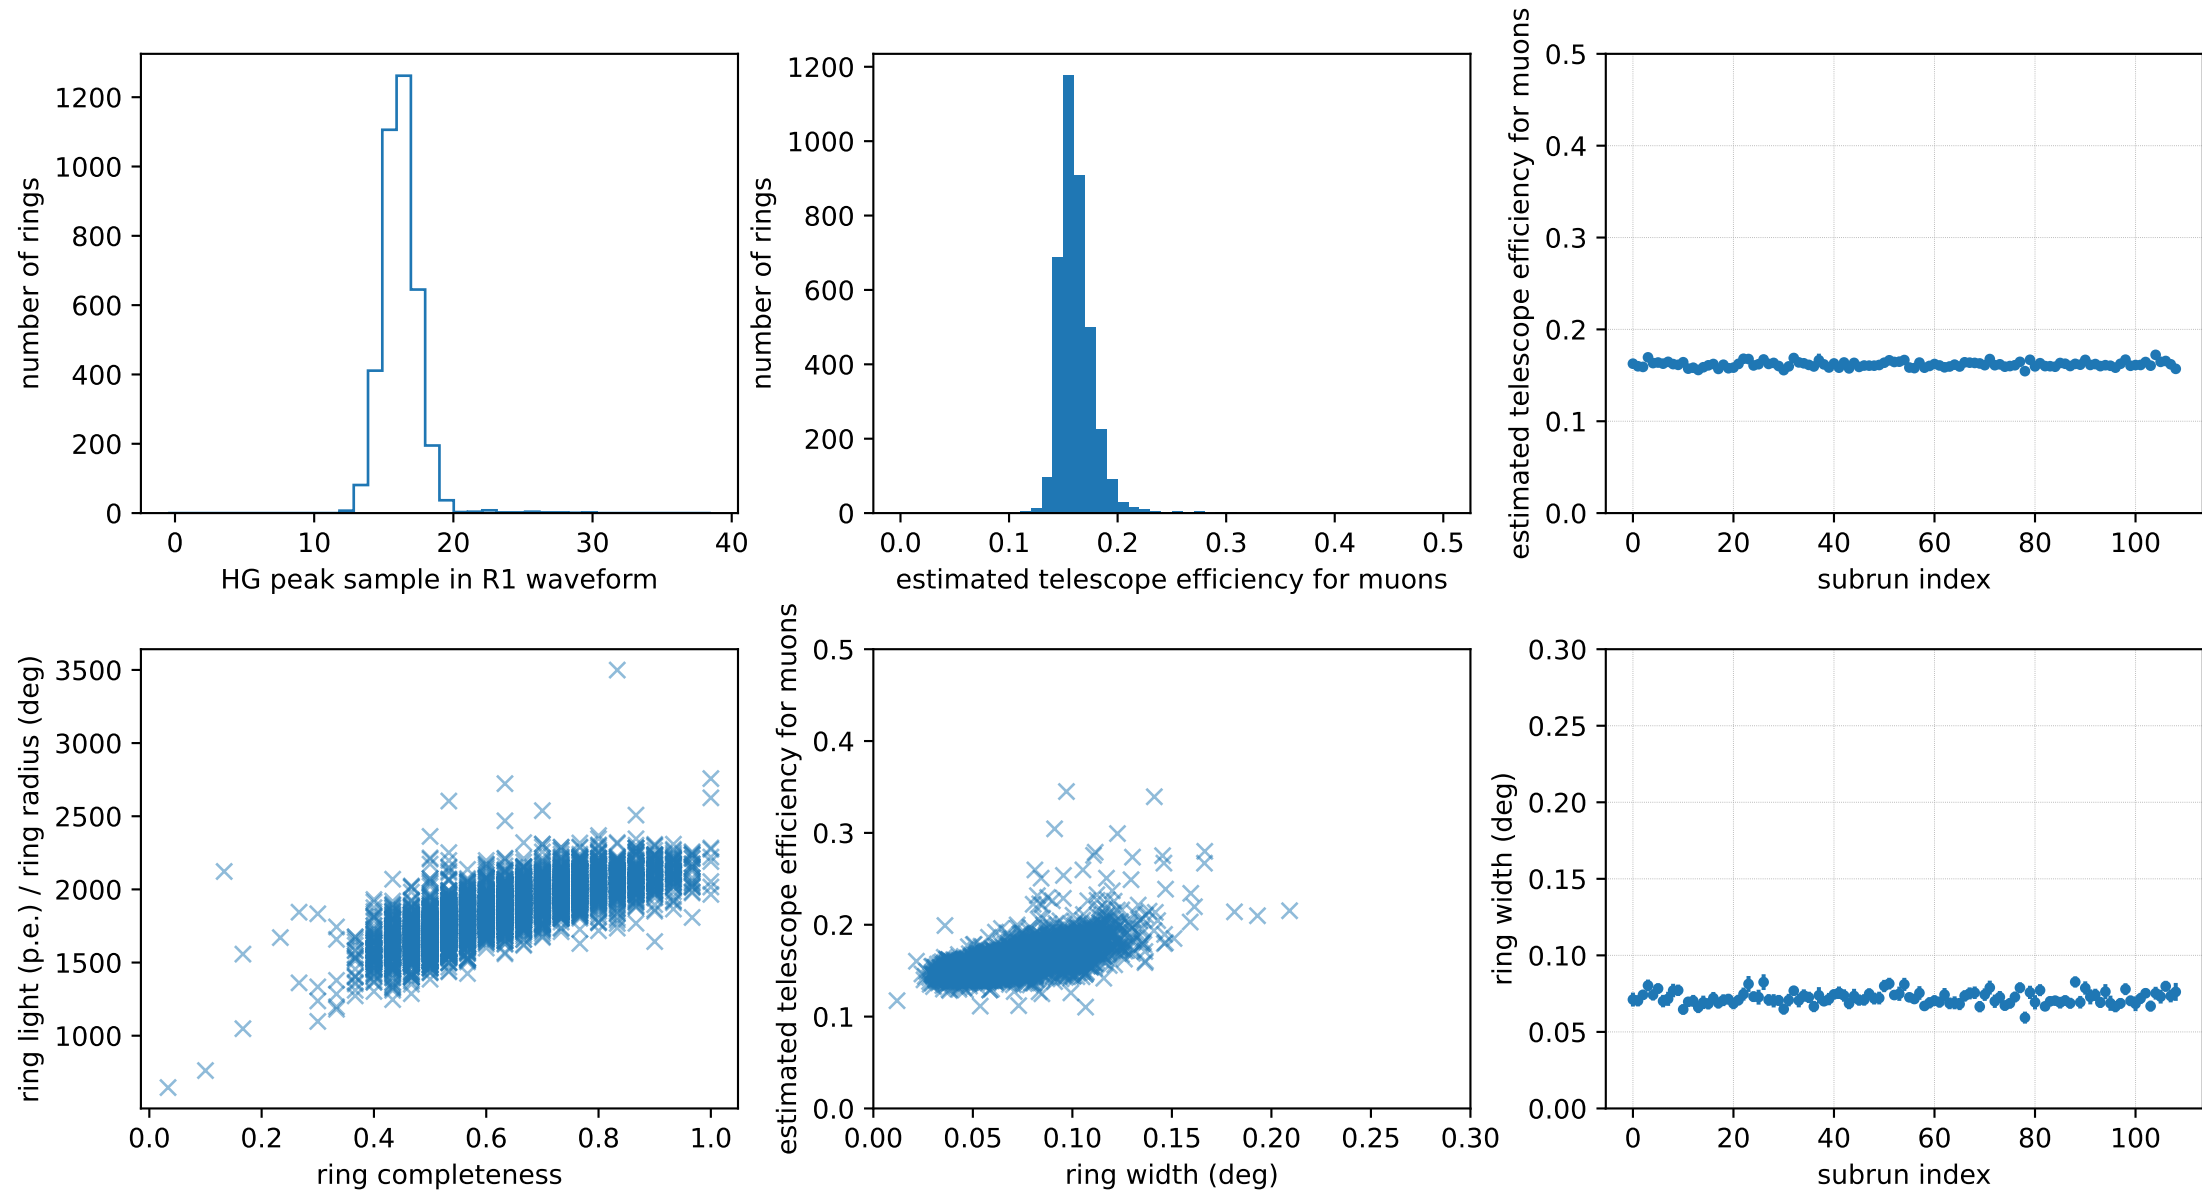 number of rings
1200
1000
800
600
400
200
0
0 10 20 30 40
HG peak sample in R1 waveform
number of rings
1200
1000
800
600
400
200
0
0.0 0.1 0.2 0.3 0.4 0.5
estimated telescope efficiency for muons
estimated telescope efficiency for muons
0.5
0.4
0.3
0.2
0.1
0.0
0 20 40 60 80 100
subrun index
ring light (p.e.) / ring radius (deg)
3500
3000
2500
2000
1500
1000
0.0 0.2 0.4 0.6 0.8 1.0
ring completeness
estimated telescope efficiency for muons
0.5
0.4
0.3
0.2
0.1
0.0
0.00 0.05 0.10 0.15 0.20 0.25 0.30
ring width (deg)
ring width (deg)
0.30
0.25
0.20
0.15
0.10
0.05
0.00
0 20 40 60 80 100
subrun index